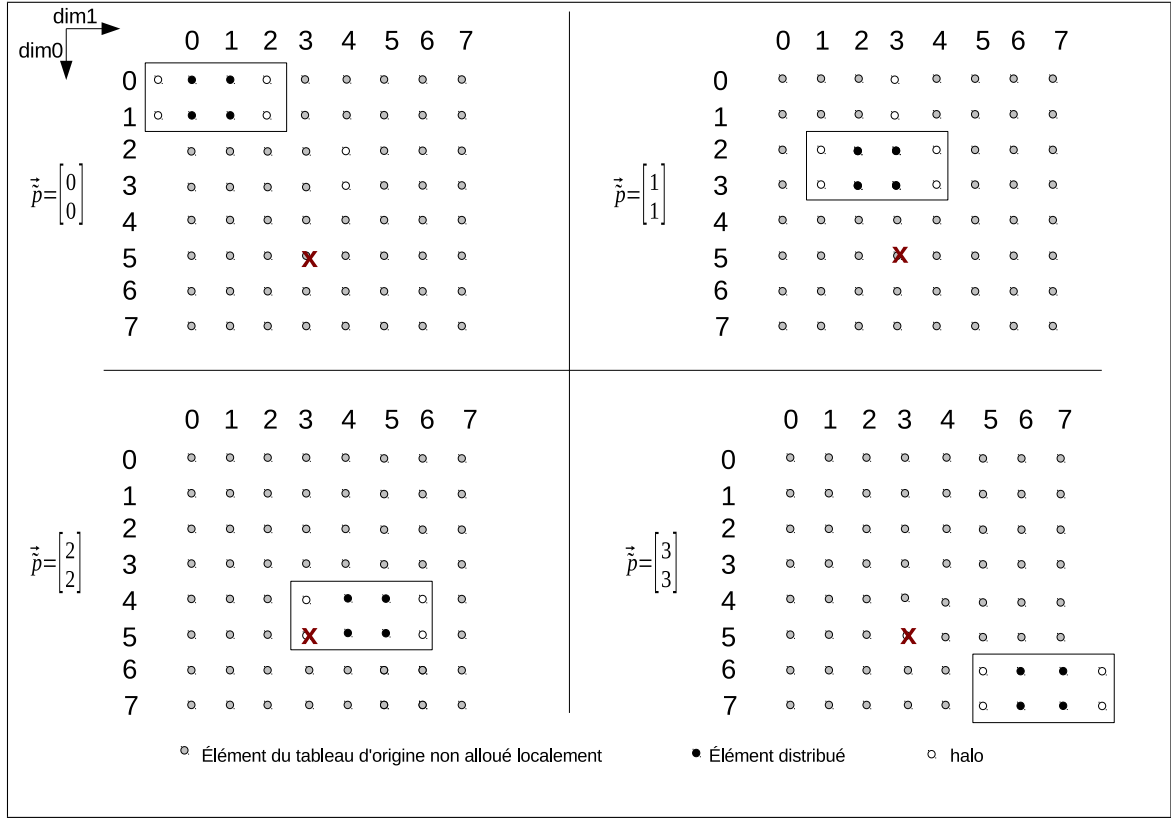 dim1
dim0
0 1 2 3 4 5 6 7
0
1
2
3
4
5
6
7
p̃⃗=[0 0]
X
0 1 2 3 4 5 6 7
0
1
2
3
4
5
6
7
p̃⃗=[1 1]
X
0 1 2 3 4 5 6 7
0
1
2
3
4
5
6
7
p̃⃗=[2 2]
X
0 1 2 3 4 5 6 7
0
1
2
3
4
5
6
7
p̃⃗=[3 3]
X
Élément du tableau d'origine non alloué localement
Élément distribué
halo